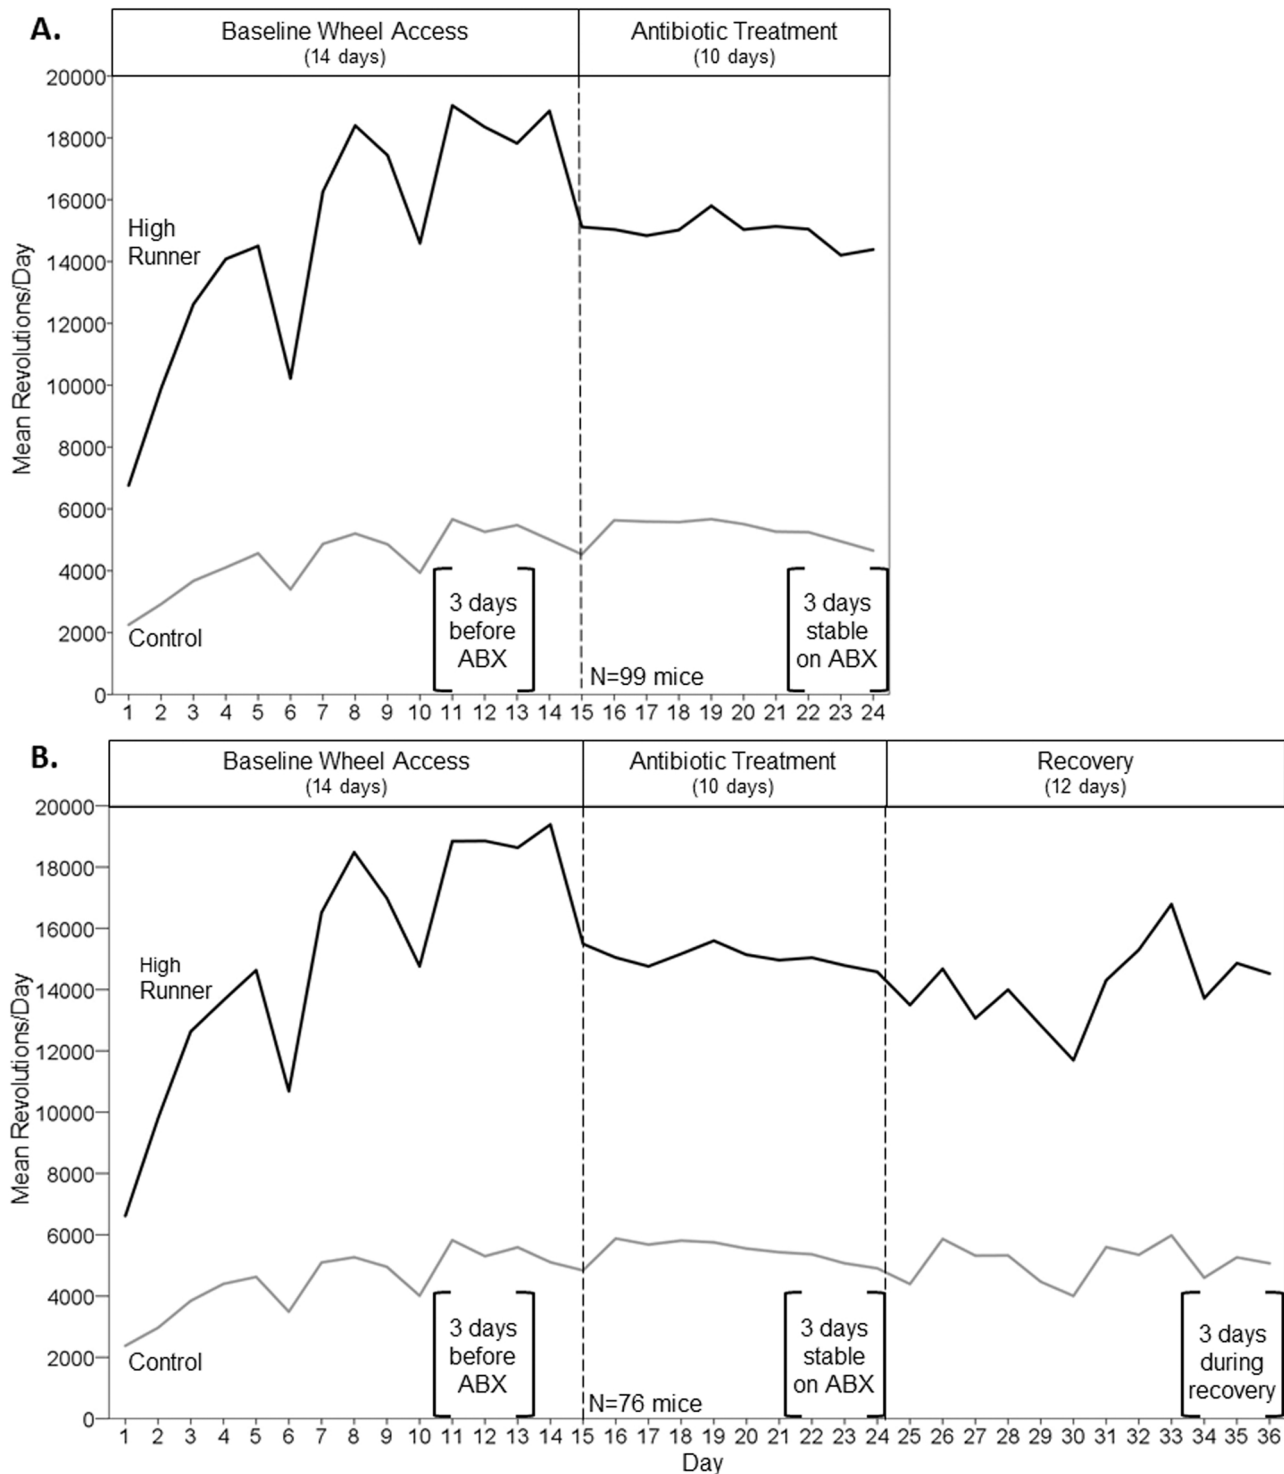 A.
Baseline Wheel Access
(14 days)
Antibiotic Treatment
(10 days)
20000
18000
16000
14000
12000
10000
8000
6000
4000
2000
0
Mean Revolutions/Day
High
Runner
Control
3 days
before
ABX
N=99 mice
3 days
stable
on ABX
1 2 3 4 5 6 7 8 9 10 11 12 13 14 15 16 17 18 19 20 21 22 23 24
B.
Baseline Wheel Access
(14 days)
Antibiotic Treatment
(10 days)
Recovery
(12 days)
20000
18000
16000
14000
12000
10000
8000
6000
4000
2000
0
Mean Revolutions/Day
High
Runner
Control
3 days
before
ABX
N=76 mice
3 days
stable
on ABX
3 days
during
recovery
1 2 3 4 5 6 7 8 9 10 11 12 13 14 15 16 17 18 19 20 21 22 23 24 25 26 27 28 29 30 31 32 33 34 35 36
Day